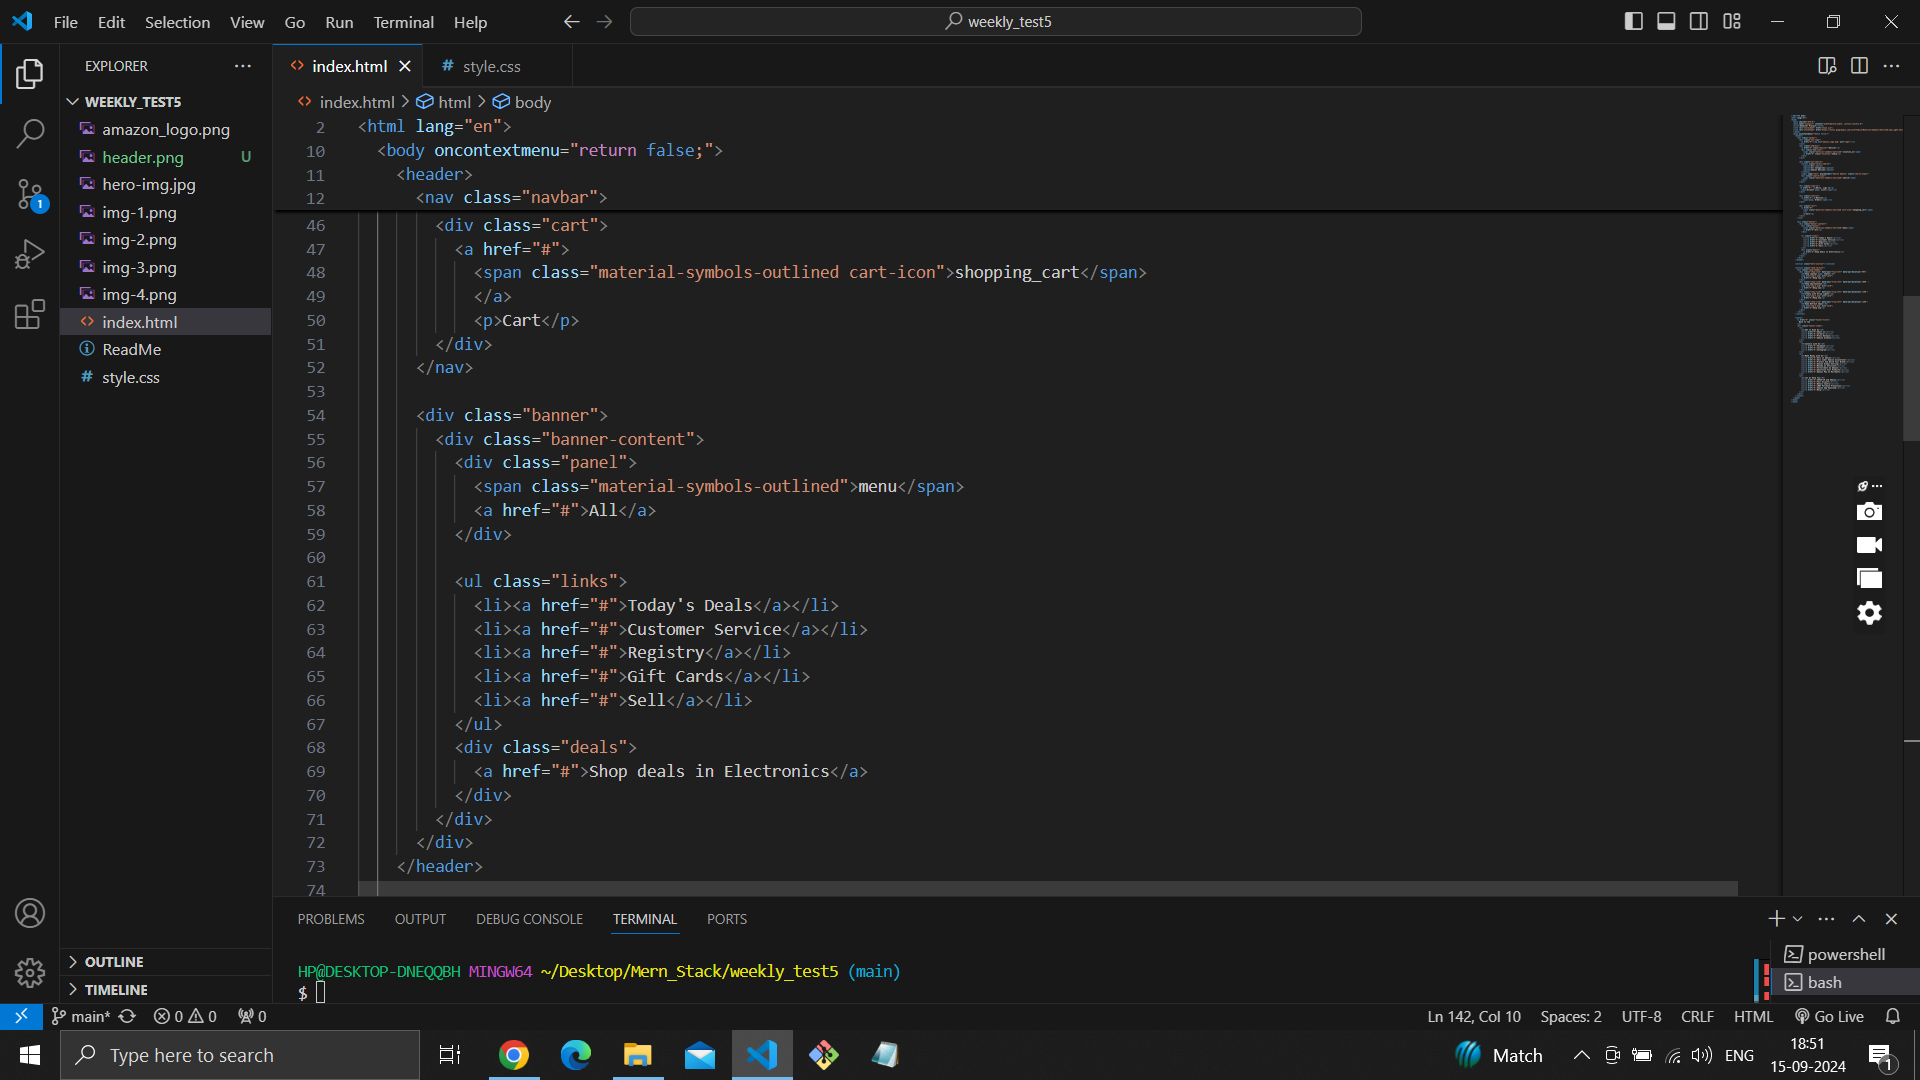 File Edit Selection View Go Run Terminal Help
weekly_test5
EXPLORER
WEEKLY_TEST5
amazon_logo.png
header.png U
hero-img.jpg
img-1.png
img-2.png
img-3.png
img-4.png
index.html
ReadMe
# style.css
OUTLINE
TIMELINE
index.html
# style.css
index.html > html > body
2 <html lang="en">
10 <body oncontextmenu="return false;">
11 <header>
12 <nav class="navbar">
46 <div class="cart">
47 <a href="#">
48 <span class="material-symbols-outlined cart-icon">shopping_cart</span>
49 </a>
50 <p>Cart</p>
51 </div>
52 </nav>
53
54 <div class="banner">
55 <div class="banner-content">
56 <div class="panel">
57 <span class="material-symbols-outlined">menu</span>
58 <a href="#">All</a>
59 </div>
60
61 <ul class="links">
62 <li><a href="#">Today's Deals</a></li>
63 <li><a href="#">Customer Service</a></li>
64 <li><a href="#">Registry</a></li>
65 <li><a href="#">Gift Cards</a></li>
66 <li><a href="#">Sell</a></li>
67 </ul>
68 <div class="deals">
69 <a href="#">Shop deals in Electronics</a>
70 </div>
71 </div>
72 </div>
73 </header>
74
PROBLEMS OUTPUT DEBUG CONSOLE TERMINAL PORTS
HP@DESKTOP-DNEQQBH MINGW64 ~/Desktop/Mern_Stack/weekly_test5 (main)
$
powershell
bash
1
main* 0 0 0
Ln 142, Col 10 Spaces: 2 UTF-8 CRLF HTML Go Live
Type here to search
Match
ENG
18:51
15-09-2024
1